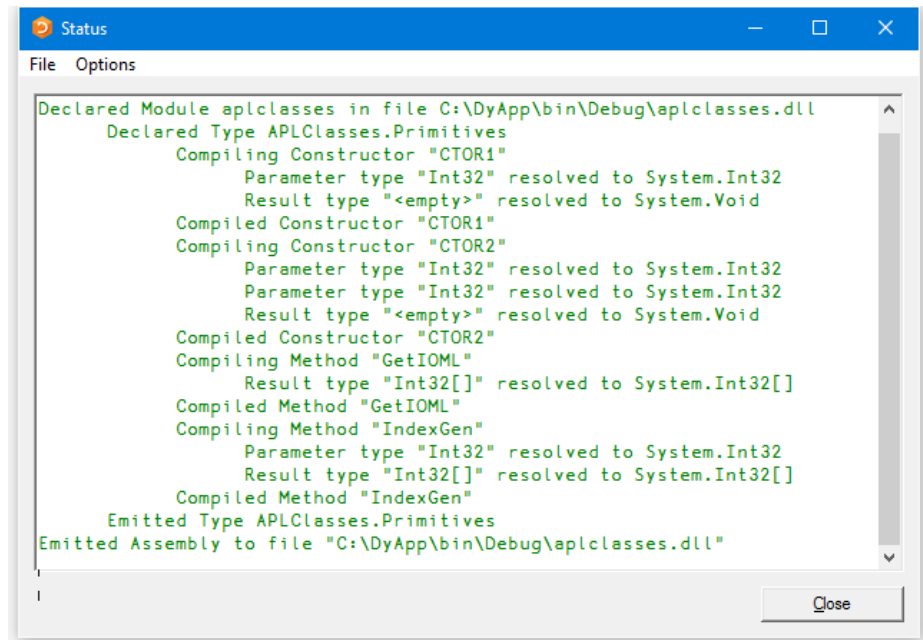 Status
File Options
Declared Module aplclasses in file C:\DyApp\bin\Debug\aplclasses.dll
Declared Type APLClasses.Primitives
Compiling Constructor "CTOR1"
Parameter type "Int32" resolved to System.Int32
Result type "<empty>" resolved to System.Void
Compiled Constructor "CTOR1"
Compiling Constructor "CTOR2"
Parameter type "Int32" resolved to System.Int32
Parameter type "Int32" resolved to System.Int32
Result type "<empty>" resolved to System.Void
Compiled Constructor "CTOR2"
Compiling Method "GetIOML"
Result type "Int32[]" resolved to System.Int32[]
Compiled Method "GetIOML"
Compiling Method "IndexGen"
Parameter type "Int32" resolved to System.Int32
Result type "Int32[]" resolved to System.Int32[]
Compiled Method "IndexGen"
Emitted Type APLClasses.Primitives
Emitted Assembly to file "C:\DyApp\bin\Debug\aplclasses.dll"
Close